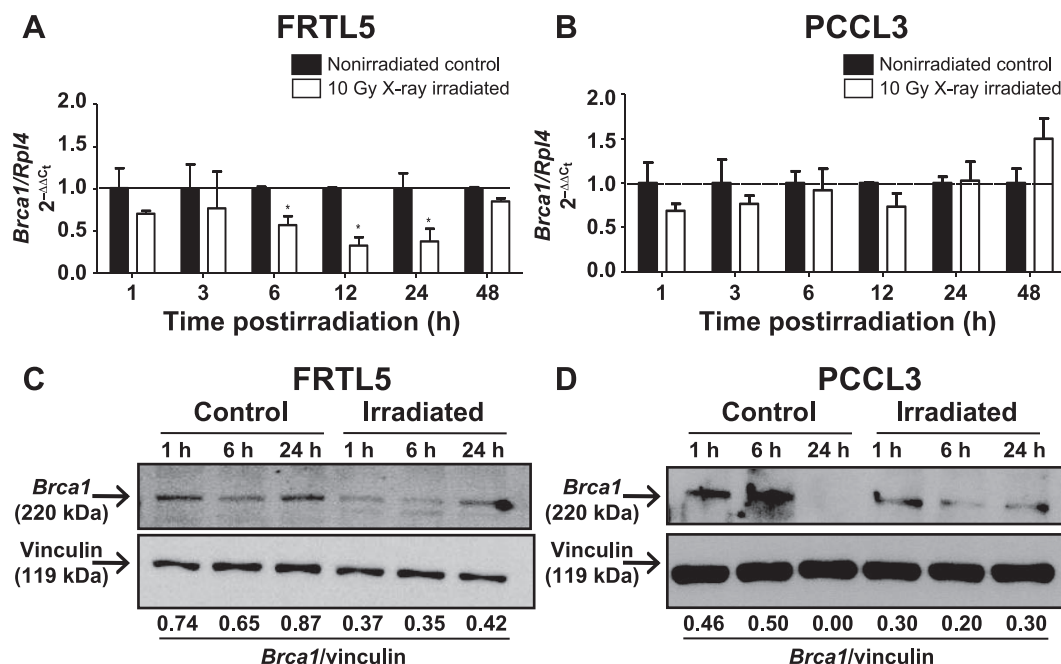 A FRTL5
Nonirradiated control
10 Gy X-ray irradiated
Brca1/Rpl4
2-ΔΔCt
2.0
1.5
1.0
0.5
0.0
* * *
1 3 6 12 24 48
Time postirradiation (h)
B PCCL3
Nonirradiated control
10 Gy X-ray irradiated
Brca1/Rpl4
2-ΔΔCt
2.0
1.5
1.0
0.5
0.0
1 3 6 12 24 48
Time postirradiation (h)
C FRTL5
Control Irradiated
1 h 6 h 24 h 1 h 6 h 24 h
Brca1
(220 kDa)
Vinculin
(119 kDa)
0.74 0.65 0.87 0.37 0.35 0.42
Brca1/vinculin
D PCCL3
Control Irradiated
1 h 6 h 24 h 1 h 6 h 24 h
Brca1
(220 kDa)
Vinculin
(119 kDa)
0.46 0.50 0.00 0.30 0.20 0.30
Brca1/vinculin